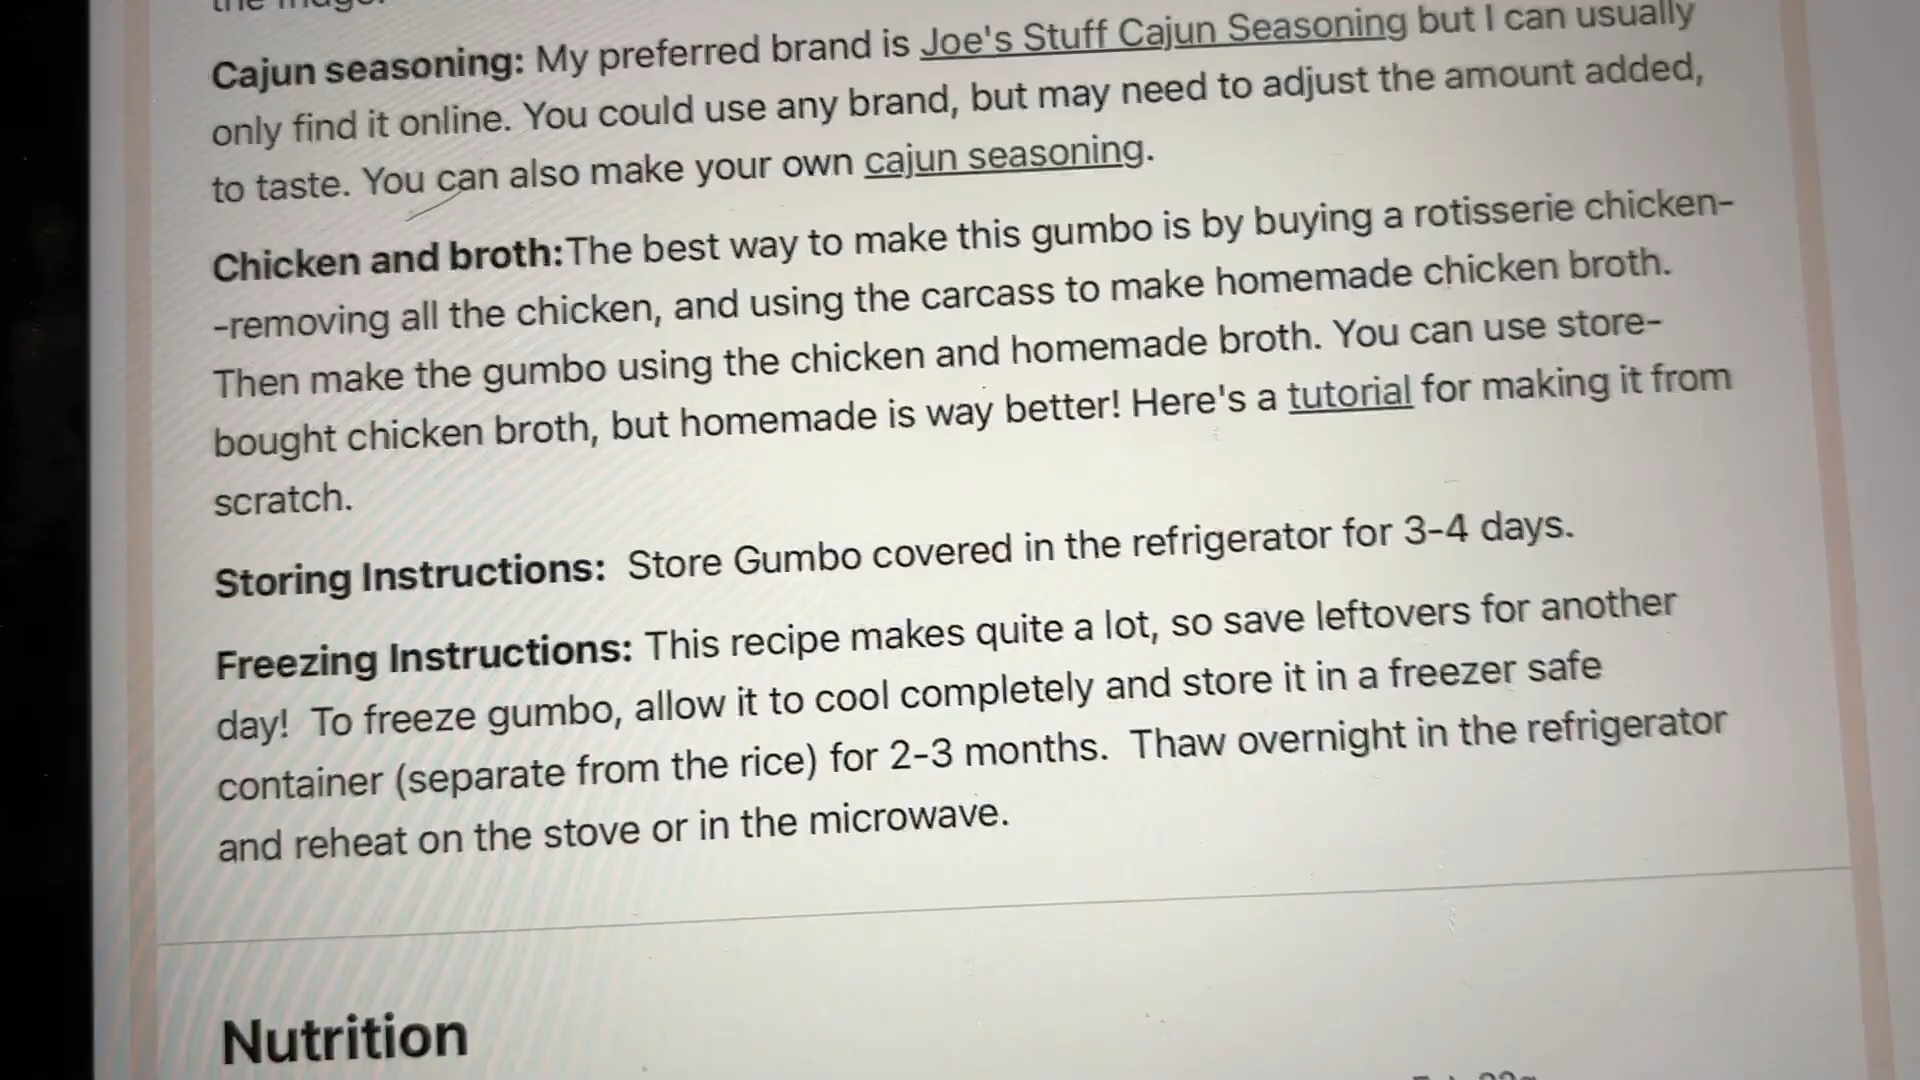 Cajun seasoning: My preferred brand is Joe's Stuff Cajun Seasoning but I can usually
only find it online. You could use any brand, but may need to adjust the amount added,
to taste. You can also make your own cajun seasoning.
Chicken and broth:The best way to make this gumbo is by buying a rotisserie chicken-
-removing all the chicken, and using the carcass to make homemade chicken broth.
Then make the gumbo using the chicken and homemade broth. You can use store-
bought chicken broth, but homemade is way better! Here's a tutorial for making it from
scratch.
Storing Instructions:  Store Gumbo covered in the refrigerator for 3-4 days.
Freezing Instructions: This recipe makes quite a lot, so save leftovers for another
day!  To freeze gumbo, allow it to cool completely and store it in a freezer safe
container (separate from the rice) for 2-3 months.  Thaw overnight in the refrigerator
and reheat on the stove or in the microwave.
Nutrition